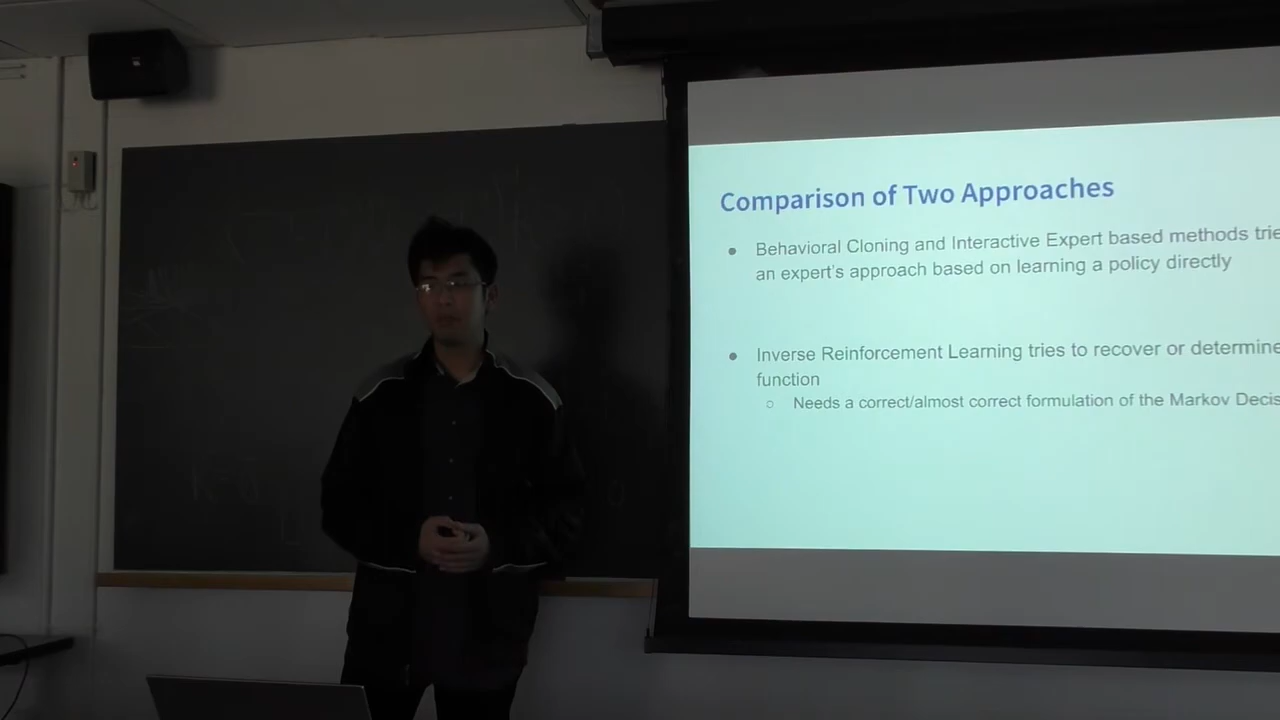 Comparison of Two Approaches
● Behavioral Cloning and Interactive Expert based methods trie
an expert's approach based on learning a policy directly
● Inverse Reinforcement Learning tries to recover or determine
function
○ Needs a correct/almost correct formulation of the Markov Decis